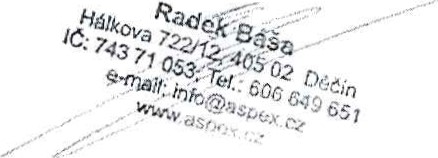 Radek Báša
Hálkova 722/12, 405 02 Děčín
IČ: 743 71 053; Tel.: 606 649 651
e-mail: info@aspex.cz
www.aspex.cz